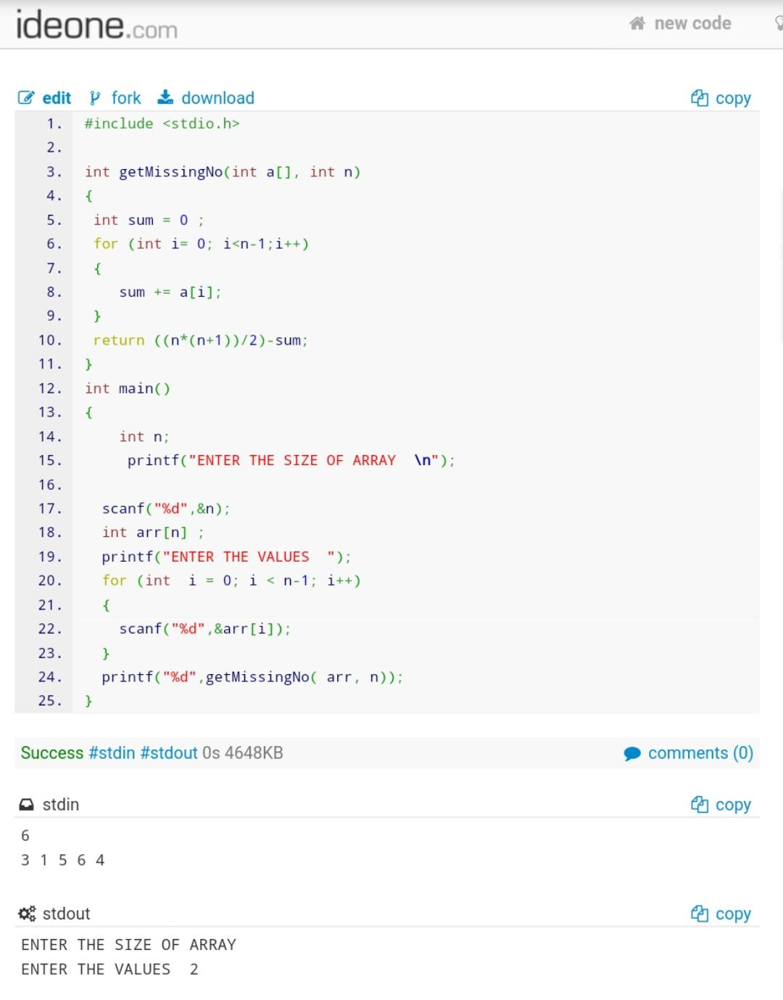 ideone.com new code
edit fork download copy
1. #include <stdio.h>
2.
3. int getMissingNo(int a[], int n)
4. {
5.  int sum = 0 ;
6.  for (int i= 0; i<n-1;i++)
7.  {
8.     sum += a[i];
9.  }
10.  return ((n*(n+1))/2)-sum;
11. }
12. int main()
13. {
14.     int n;
15.      printf("ENTER THE SIZE OF ARRAY  \n");
16.
17.   scanf("%d",&n);
18.   int arr[n] ;
19.   printf("ENTER THE VALUES  ");
20.   for (int  i = 0; i < n-1; i++)
21.   {
22.     scanf("%d",&arr[i]);
23.   }
24.   printf("%d",getMissingNo( arr, n));
25. }
Success #stdin #stdout 0s 4648KB comments (0)
stdin copy
6
3 1 5 6 4
stdout copy
ENTER THE SIZE OF ARRAY
ENTER THE VALUES  2